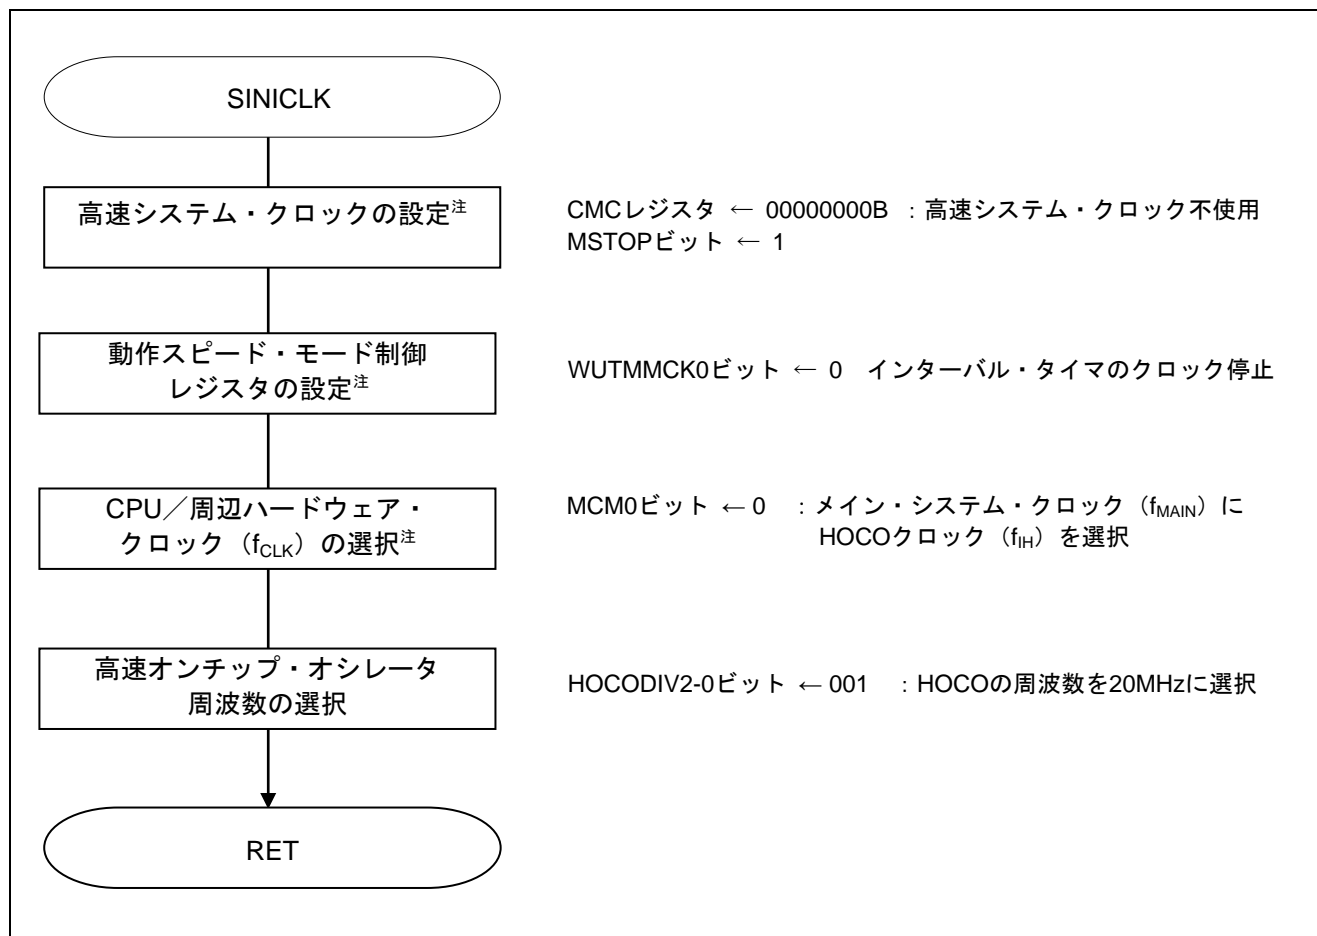 SINICLK
高速システム・クロックの設定注
CMCレジスタ ← 00000000B ：高速システム・クロック不使用
MSTOPビット ← 1
動作スピード・モード制御
レジスタの設定注
WUTMMCK0ビット ← 0 インターバル・タイマのクロック停止
CPU／周辺ハードウェア・
クロック（fCLK）の選択注
MCM0ビット ← 0 ：メイン・システム・クロック（fMAIN）に
HOCOクロック（fIH）を選択
高速オンチップ・オシレータ
周波数の選択
HOCODIV2-0ビット ← 001 ：HOCOの周波数を20MHzに選択
RET